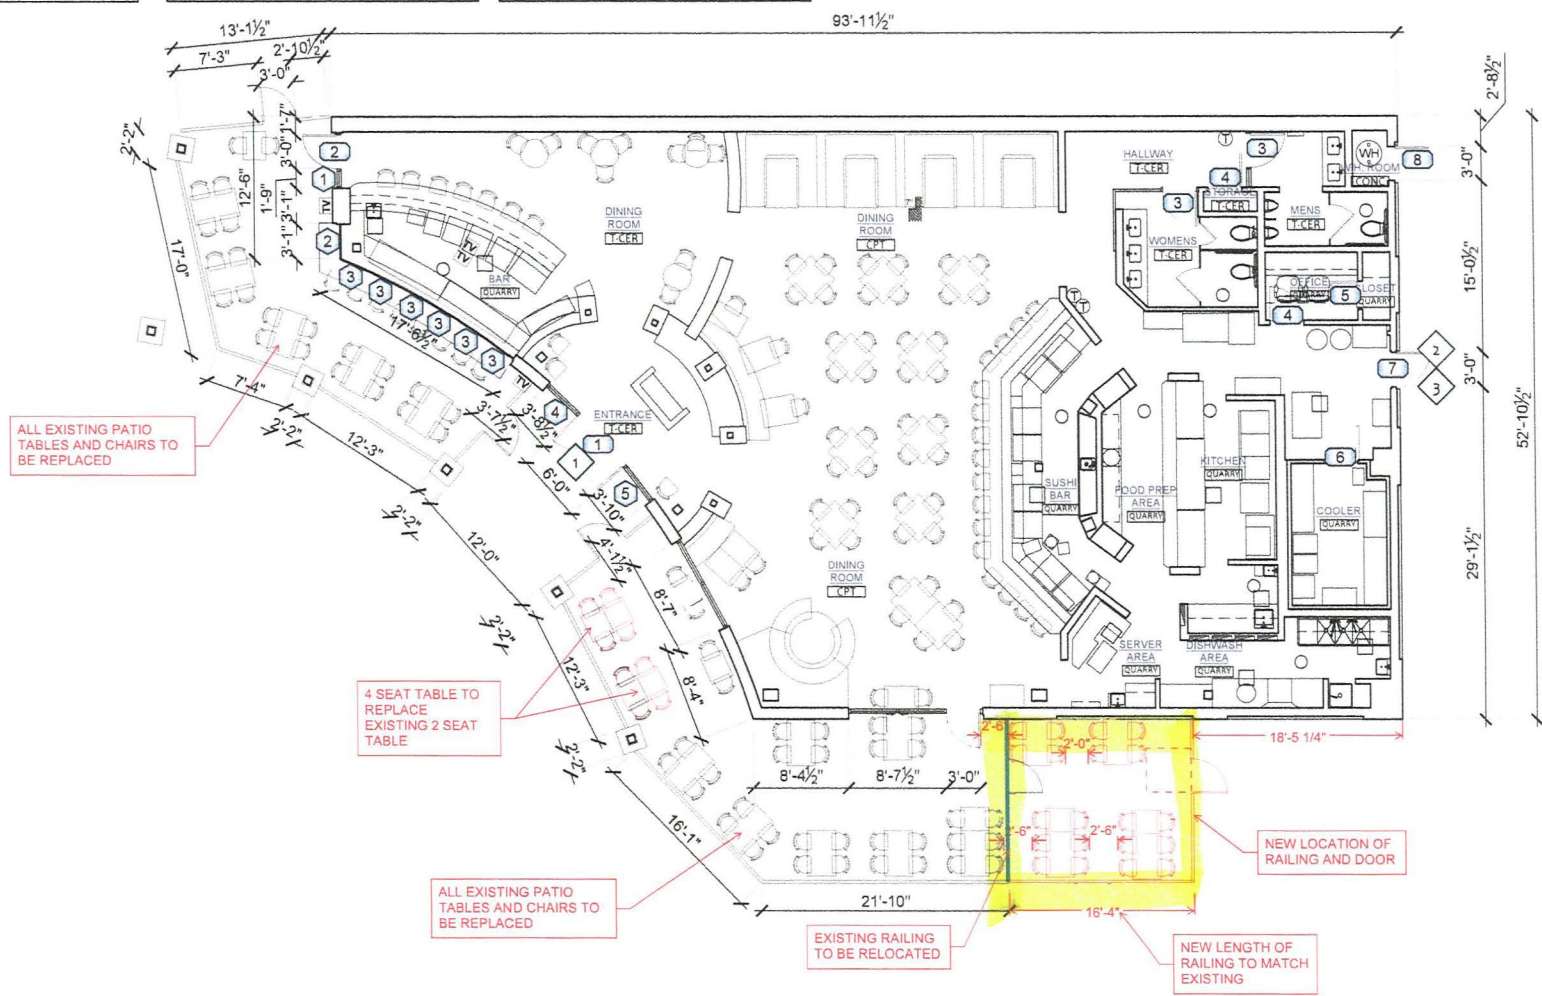 93'-11½"
13'-1½"
7'-3"
2'-10½"
3'-0"
2'-8½"
2'-2"
1'-7"
3'-0"
12'-6"
1'-9"
3'-1"
3'-1"
17'-0"
2
1
2
TV
TV
TV
DINING
ROOM
T-CER
DINING
ROOM
CPT
HALLWAY
T-CER
T
3
4
STORAGE
T-CER
3
WH
W.H. ROOM
CONC
8
3'-0"
MENS
T-CER
WOMENS
T-CER
15'-0½"
BAR
QUARRY
3
3
3
3
3
3
17'-6½"
OFFICE
QUARRY
5
CLOSET
QUARRY
4
T
T
2
3
7
3'-0"
52'-10½"
7'-4"
2'-2"
TV
4
3'-7½"
3'-8½"
ENTRANCE
T-CER
1
1
ALL EXISTING PATIO
TABLES AND CHAIRS TO
BE REPLACED
12'-3"
2'-2"
6'-0"
3'-10"
5
SUSHI
BAR
QUARRY
FOOD PREP
AREA
QUARRY
KITCHEN
QUARRY
6
COOLER
QUARRY
29'-1½"
12'-0"
4'-1½"
DINING
ROOM
CPT
8'-7"
2'-2"
12'-3"
8'-4"
SERVER
AREA
QUARRY
DISHWASH
AREA
QUARRY
4 SEAT TABLE TO
REPLACE
EXISTING 2 SEAT
TABLE
2'-2"
2'-6"
2'-0"
18'-5 1/4"
8'-4½"
8'-7½"
3'-0"
16'-1"
2'-6"
2'-6"
NEW LOCATION OF
RAILING AND DOOR
ALL EXISTING PATIO
TABLES AND CHAIRS TO
BE REPLACED
21'-10"
16'-4"
EXISTING RAILING
TO BE RELOCATED
NEW LENGTH OF
RAILING TO MATCH
EXISTING